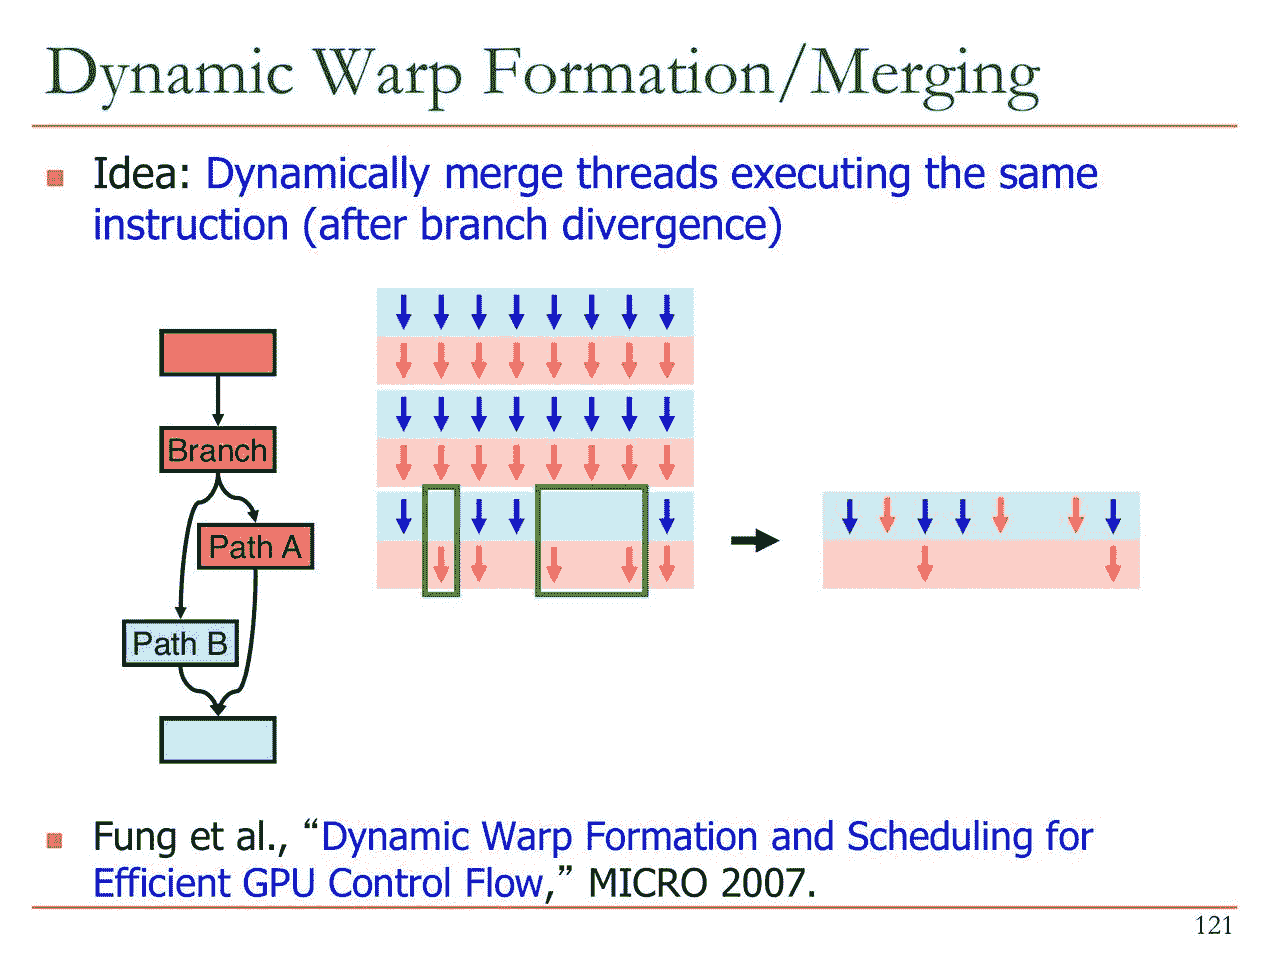 Dynamic Warp Formation/Merging
Idea: Dynamically merge threads executing the same
instruction (after branch divergence)
Branch
Path A
Path B
Fung et al., “Dynamic Warp Formation and Scheduling for
Efficient GPU Control Flow,” MICRO 2007.
121